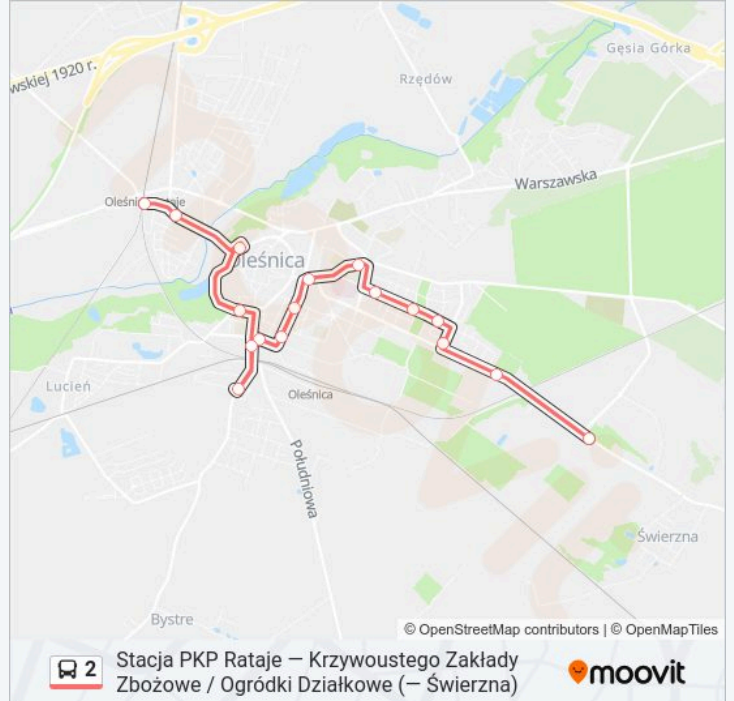 Gęsia Górka
wskiej 1920 r.
Rzędów
Warszawska
Oleśnica
Lucień
Oleśnica
Południowa
Świerzna
Bystre
© OpenStreetMap contributors | © OpenMapTiles
2
Stacja PKP Rataje — Krzywoustego Zakłady
Zbożowe / Ogródki Działkowe (— Świerzna)
moovit